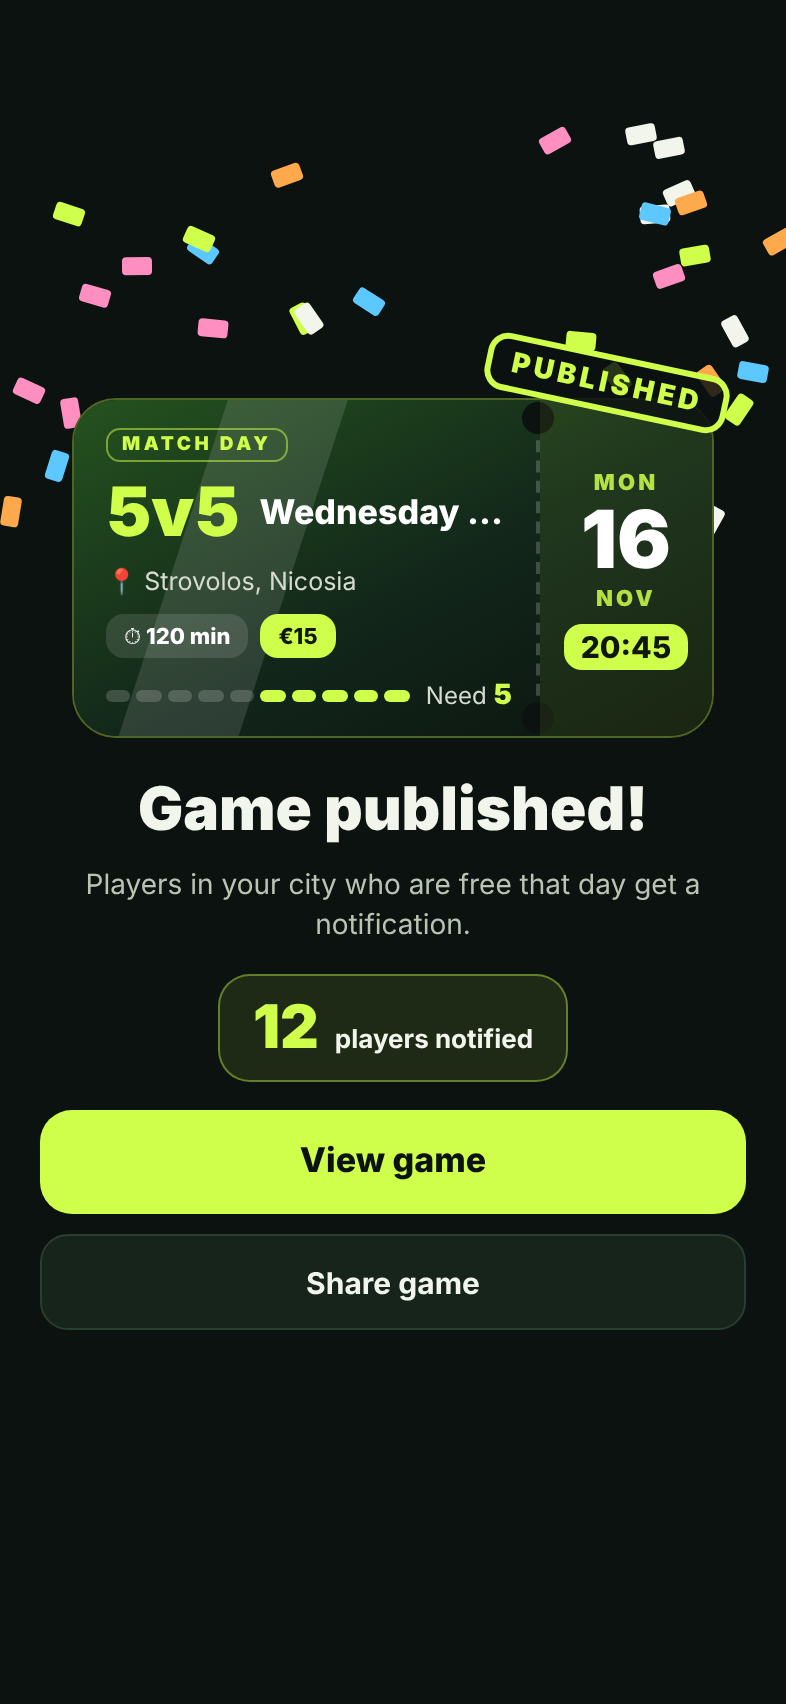 PUBLISHED
MATCH DAY
5v5 Wednesday ...
📍 Strovolos, Nicosia
⏱ 120 min €15
Need 5
MON
16
NOV
20:45
Game published!
Players in your city who are free that day get a
notification.
12 players notified
View game
Share game